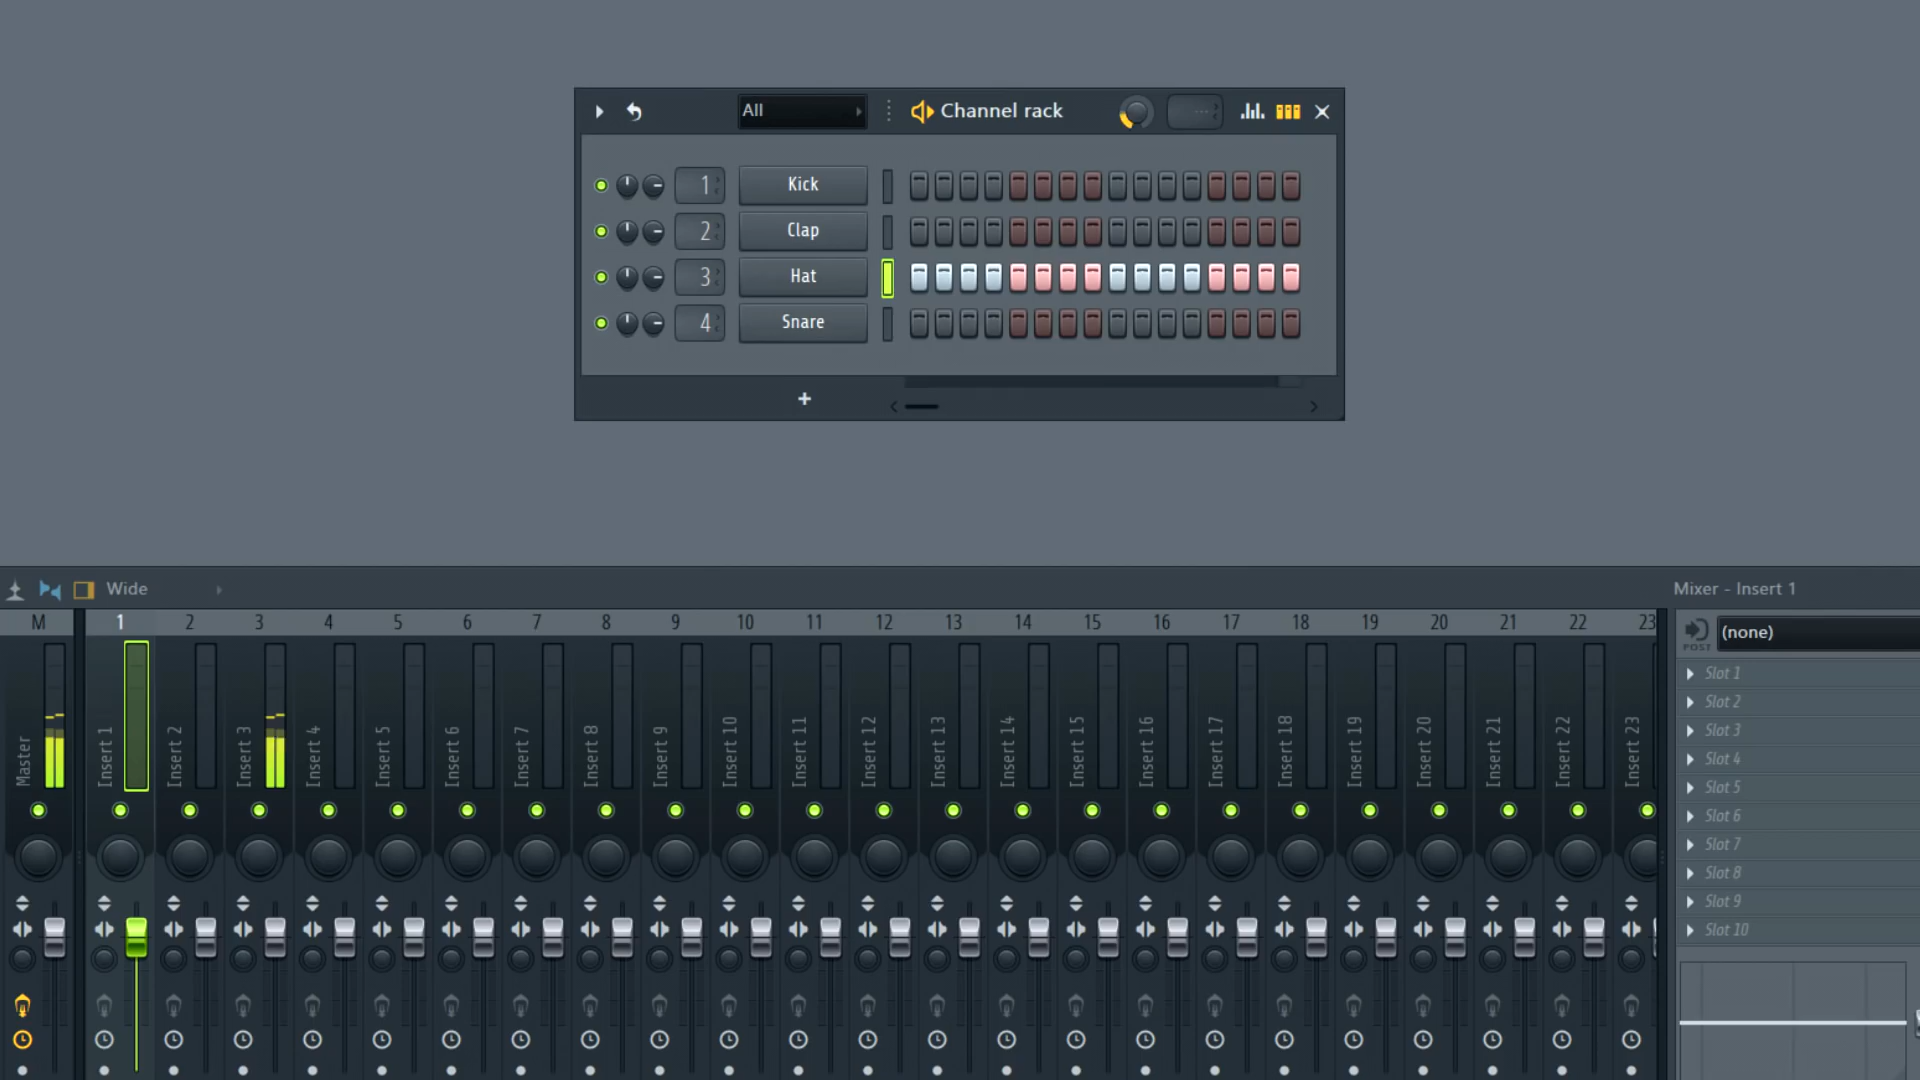 All
Channel rack
1 Kick
2 Clap
3 Hat
4 Snare
+
Wide
Mixer - Insert 1
M 1 2 3 4 5 6 7 8 9 10 11 12 13 14 15 16 17 18 19 20 21 22 23
POST
(none)
Slot 1
Slot 2
Slot 3
Slot 4
Slot 5
Slot 6
Slot 7
Slot 8
Slot 9
Slot 10
Master
Insert 1
Insert 2
Insert 3
Insert 4
Insert 5
Insert 6
Insert 7
Insert 8
Insert 9
Insert 10
Insert 11
Insert 12
Insert 13
Insert 14
Insert 15
Insert 16
Insert 17
Insert 18
Insert 19
Insert 20
Insert 21
Insert 22
Insert 23